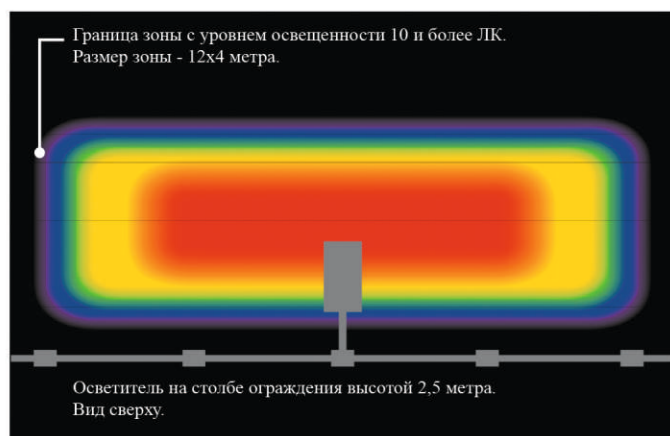 Граница зоны с уровнем освещенности 10 и более ЛК.
Размер зоны - 12х4 метра.
Осветитель на столбе ограждения высотой 2,5 метра.
Вид сверху.